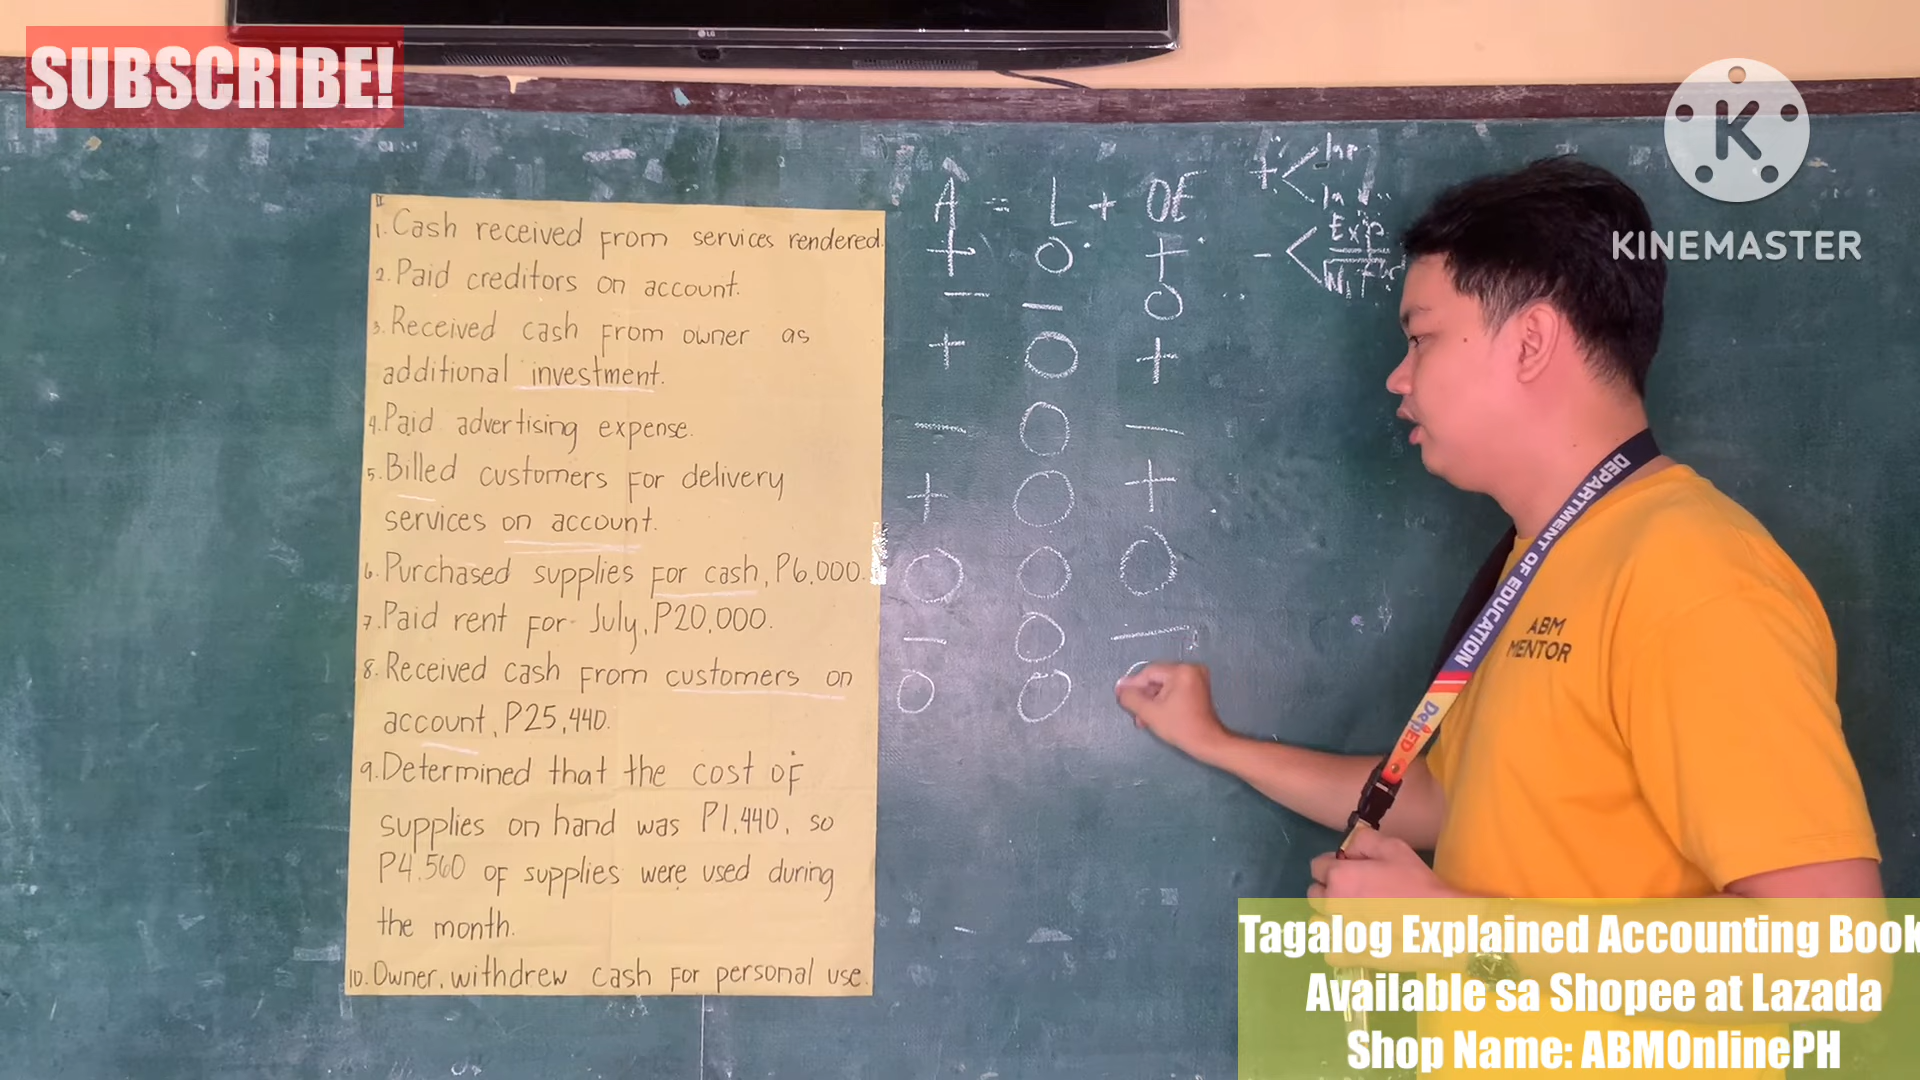 SUBSCRIBE!
LG
K
KINEMASTER
II
1. Cash received from services rendered.
2. Paid creditors on account.
3. Received cash from owner as
additional investment.
4. Paid advertising expense.
5. Billed customers for delivery
services on account.
6. Purchased supplies for cash, P6,000.
7. Paid rent for July, P20,000.
8. Received cash from customers on
account, P25,440.
9. Determined that the cost of
supplies on hand was P1,440, so
P4,560 of supplies were used during
the month.
10. Owner, withdrew cash for personal use.
A = L + OE
+ O +
− − O
+ O +
− O −
+ O +
O O O
− O −
O O
+ <
− < Exp.
DEPARTMENT OF EDUCATION
DepED
ABM
MENTOR
Tagalog Explained Accounting Book
Available sa Shopee at Lazada
Shop Name: ABMOnlinePH